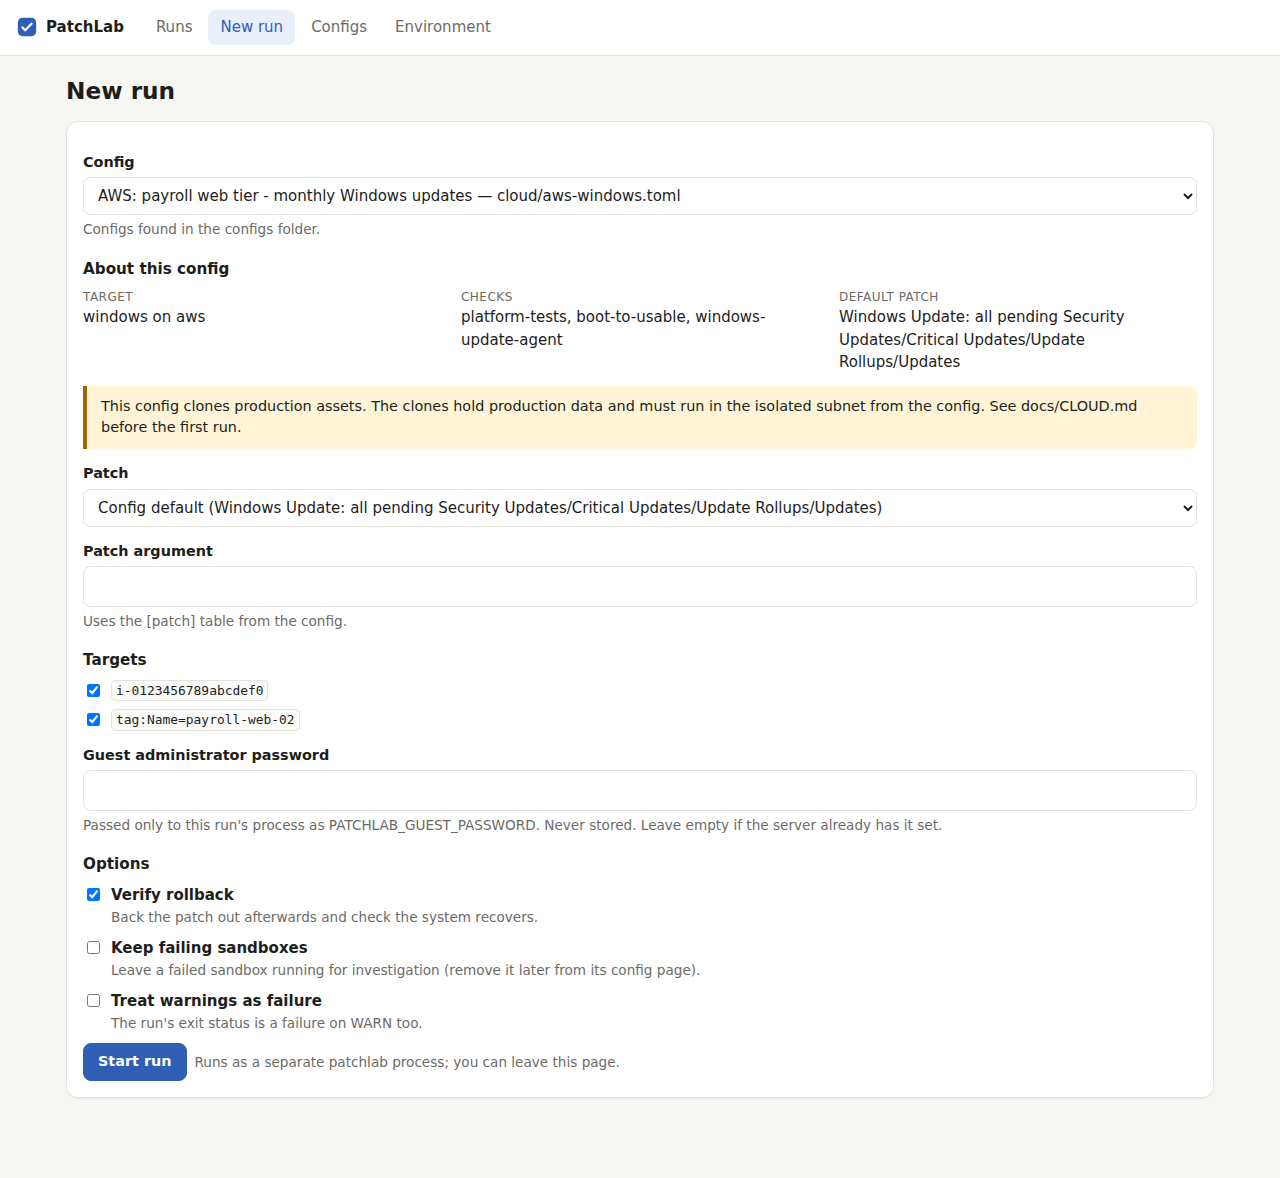 PatchLab
Runs
New run
Configs
Environment
New run
Config
AWS: payroll web tier - monthly Windows updates — cloud/aws-windows.toml
Configs found in the configs folder.
About this config
TARGET
windows on aws
CHECKS
platform-tests, boot-to-usable, windows-
update-agent
DEFAULT PATCH
Windows Update: all pending Security
Updates/Critical Updates/Update
Rollups/Updates
This config clones production assets. The clones hold production data and must run in the isolated subnet from the config. See docs/CLOUD.md
before the first run.
Patch
Config default (Windows Update: all pending Security Updates/Critical Updates/Update Rollups/Updates)
Patch argument
Uses the [patch] table from the config.
Targets
i-0123456789abcdef0
tag:Name=payroll-web-02
Guest administrator password
Passed only to this run's process as PATCHLAB_GUEST_PASSWORD. Never stored. Leave empty if the server already has it set.
Options
Verify rollback
Back the patch out afterwards and check the system recovers.
Keep failing sandboxes
Leave a failed sandbox running for investigation (remove it later from its config page).
Treat warnings as failure
The run's exit status is a failure on WARN too.
Start run
Runs as a separate patchlab process; you can leave this page.